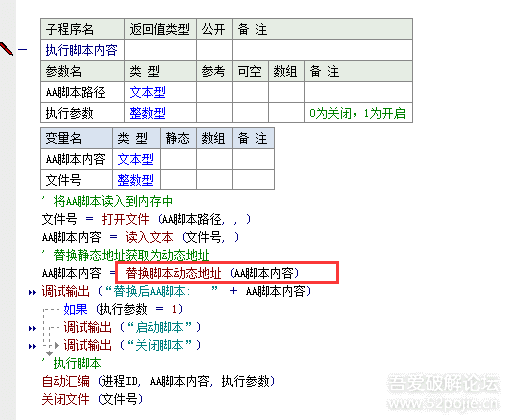 子程序名 返回值类型 公开 备 注
执行脚本内容
参数名 类 型 参考 可空 数组 备 注
AA脚本路径 文本型
执行参数 整数型 0为关闭，1为开启
变量名 类 型 静态 数组 备 注
AA脚本内容 文本型
文件号 整数型
' 将AA脚本读入到内存中
文件号 ＝ 打开文件 (AA脚本路径, , )
AA脚本内容 ＝ 读入文本 (文件号, )
' 替换静态地址获取为动态地址
AA脚本内容 ＝ 替换脚本动态地址 (AA脚本内容)
调试输出 (“替换后AA脚本： ” ＋ AA脚本内容)
如果 (执行参数 ＝ 1)
调试输出 (“启动脚本”)
调试输出 (“关闭脚本”)
' 执行脚本
自动汇编 (进程ID, AA脚本内容, 执行参数)
关闭文件 (文件号)
吾爱破解论坛
www.52pojie.cn